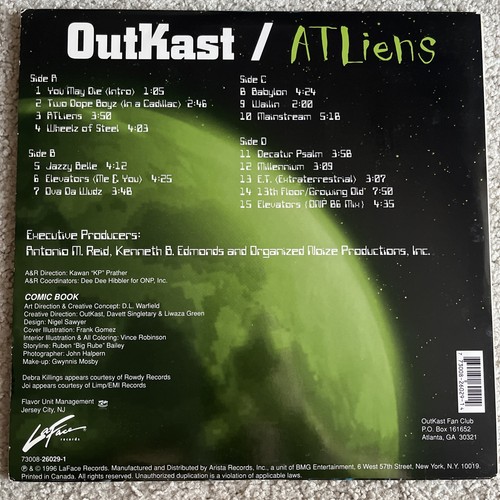 OutKast / ATLiens
Side A
1 You May Die (Intro) 1:05
2 Two Dope Boyz (In a Cadillac) 2:46
3 ATLiens 3:50
4 Wheelz of Steel 4:03
Side B
5 Jazzy Belle 4:12
6 Elevators (Me & You) 4:25
7 Ova Da Wudz 3:48
Side C
8 Babylon 4:24
9 Wailin 2:00
10 Mainstream 5:18
Side D
11 Decatur Psalm 3:58
12 Millennium 3:09
13 E.T. (Extraterrestrial) 3:07
14 13th Floor/Growing Old 7:50
15 Elevators (ONP 86 Mix) 4:35
Executive Producers:
Antonio M. Reid, Kenneth B. Edmonds and Organized Noize Productions, Inc.
A&R Direction: Kawan "KP" Prather
A&R Coordinators: Dee Dee Hibbler for ONP, Inc.
COMIC BOOK
Art Direction & Creative Concept: D.L. Warfield
Creative Direction: OutKast, Davett Singletary & Liwaza Green
Design: Nigel Sawyer
Cover Illustration: Frank Gomez
Interior Illustration & All Coloring: Vince Robinson
Storyline: Ruben "Big Rube" Bailey
Photographer: John Halpern
Make-up: Gwynnis Mosby
Debra Killings appears courtesy of Rowdy Records
Joi appears courtesy of Limp/EMI Records
Flavor Unit Management
Jersey City, NJ
LaFace
records
73008-26029-1
7 73008-26029-1 4
OutKast Fan Club
P.O. Box 161652
Atlanta, GA 30321
℗ & © 1996 LaFace Records. Manufactured and Distributed by Arista Records, Inc., a unit of BMG Entertainment, 6 West 57th Street, New York, N.Y. 10019.
Printed in Canada. All rights reserved. Unauthorized duplication is a violation of applicable laws.